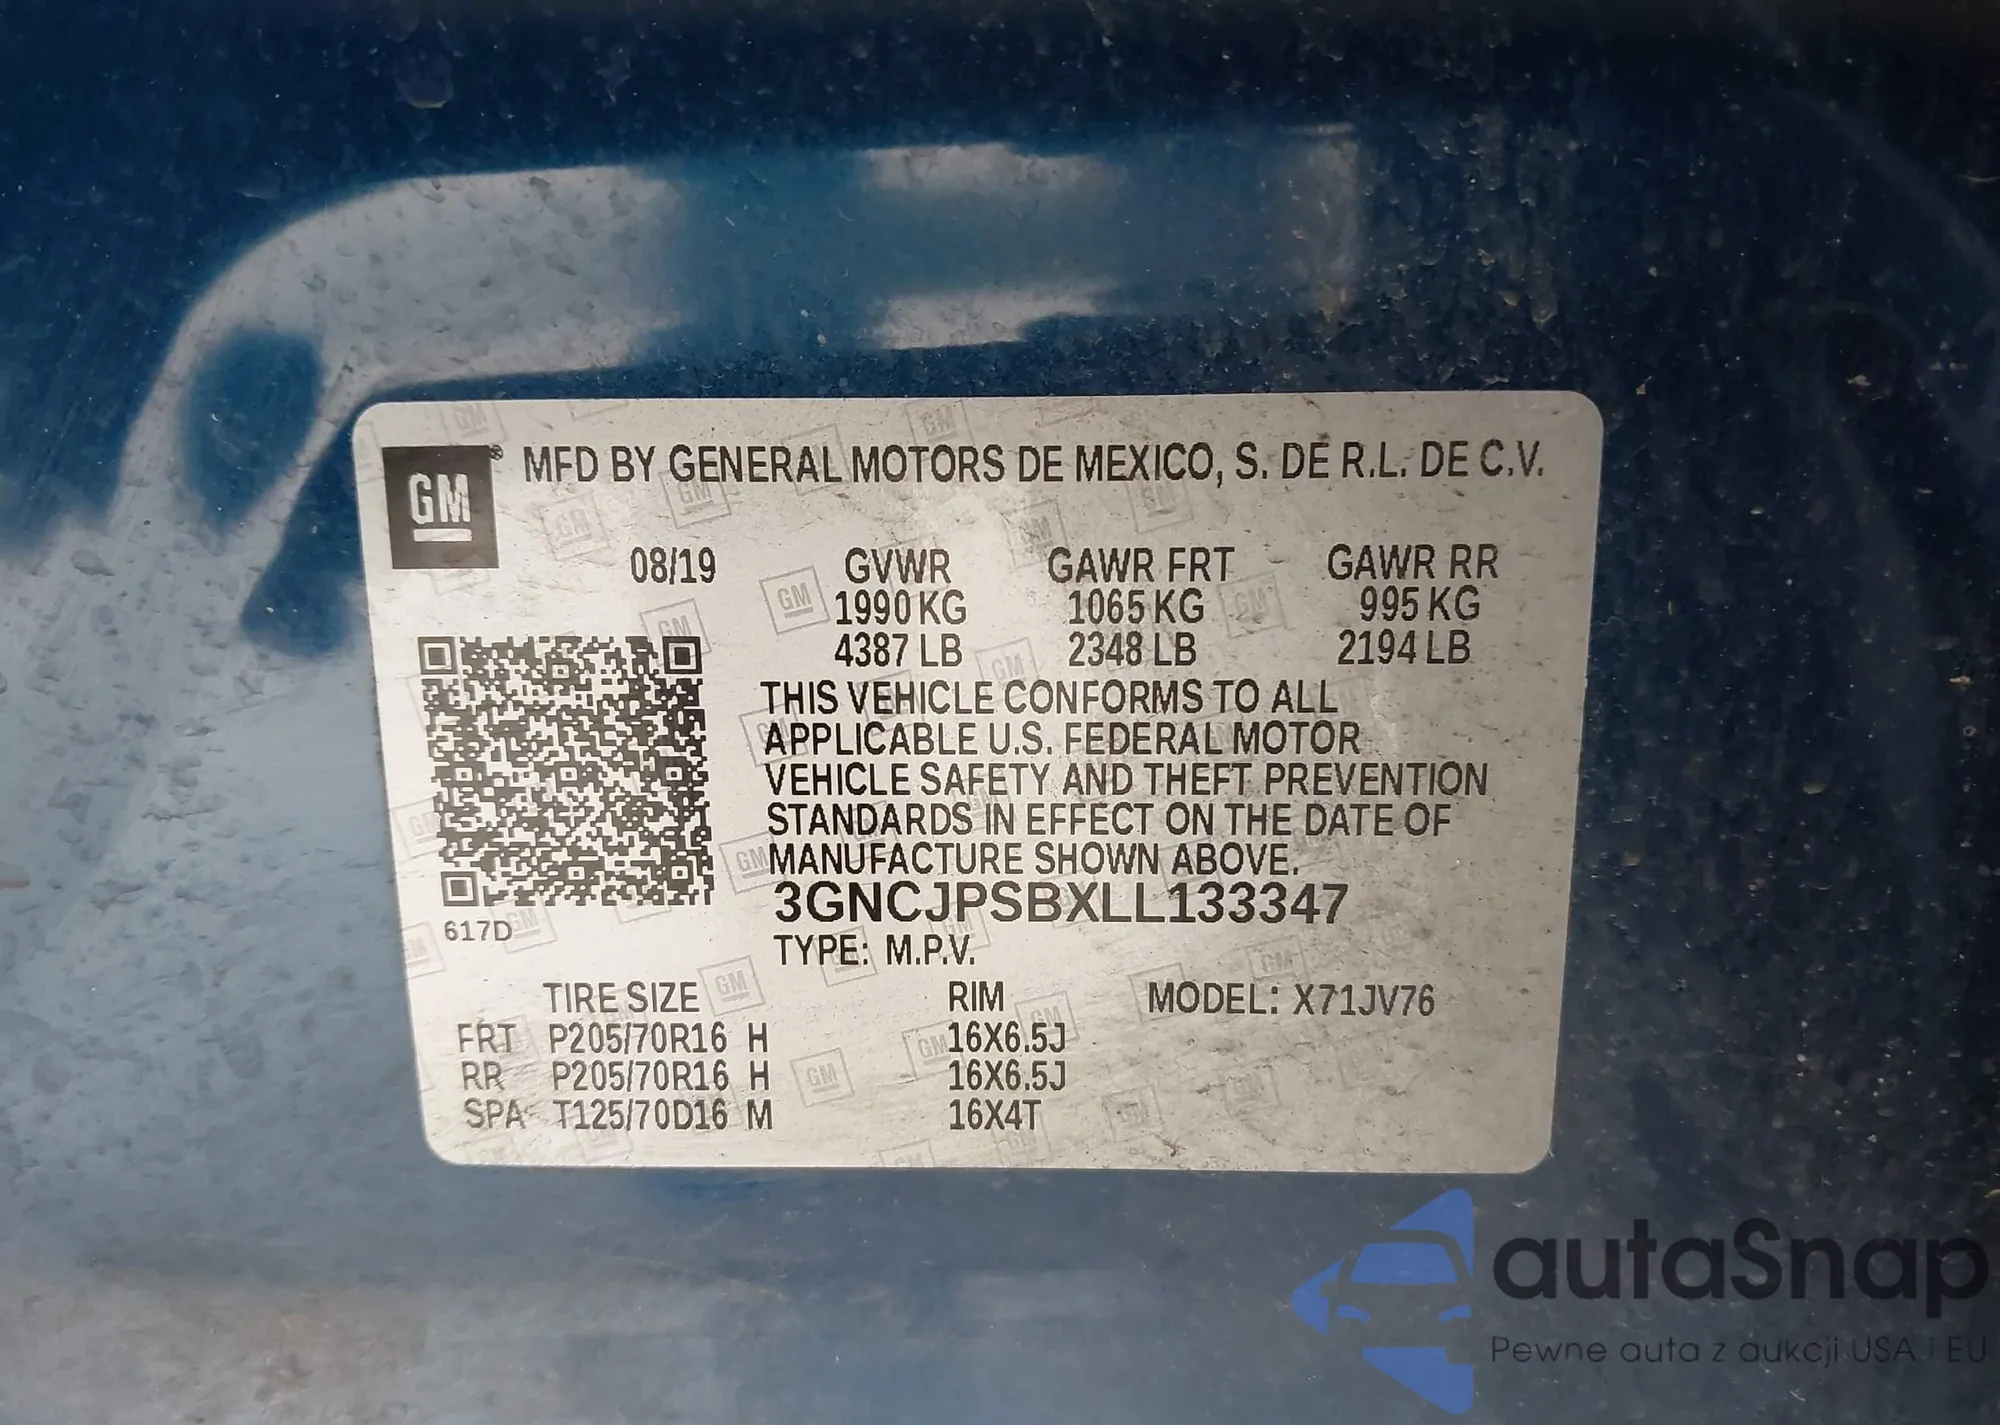 GM® MFD BY GENERAL MOTORS DE MEXICO, S. DE R.L. DE C.V.
08/19 GVWR GAWR FRT GAWR RR
1990 KG 1065 KG 995 KG
4387 LB 2348 LB 2194 LB
THIS VEHICLE CONFORMS TO ALL
APPLICABLE U.S. FEDERAL MOTOR
VEHICLE SAFETY AND THEFT PREVENTION
STANDARDS IN EFFECT ON THE DATE OF
MANUFACTURE SHOWN ABOVE.
3GNCJPSBXLL133347
617D
TYPE: M.P.V.
TIRE SIZE RIM MODEL: X71JV76
FRT P205/70R16 H 16X6.5J
RR P205/70R16 H 16X6.5J
SPA T125/70D16 M 16X4T
autaSnap
Pewne auta z aukcji USA i EU